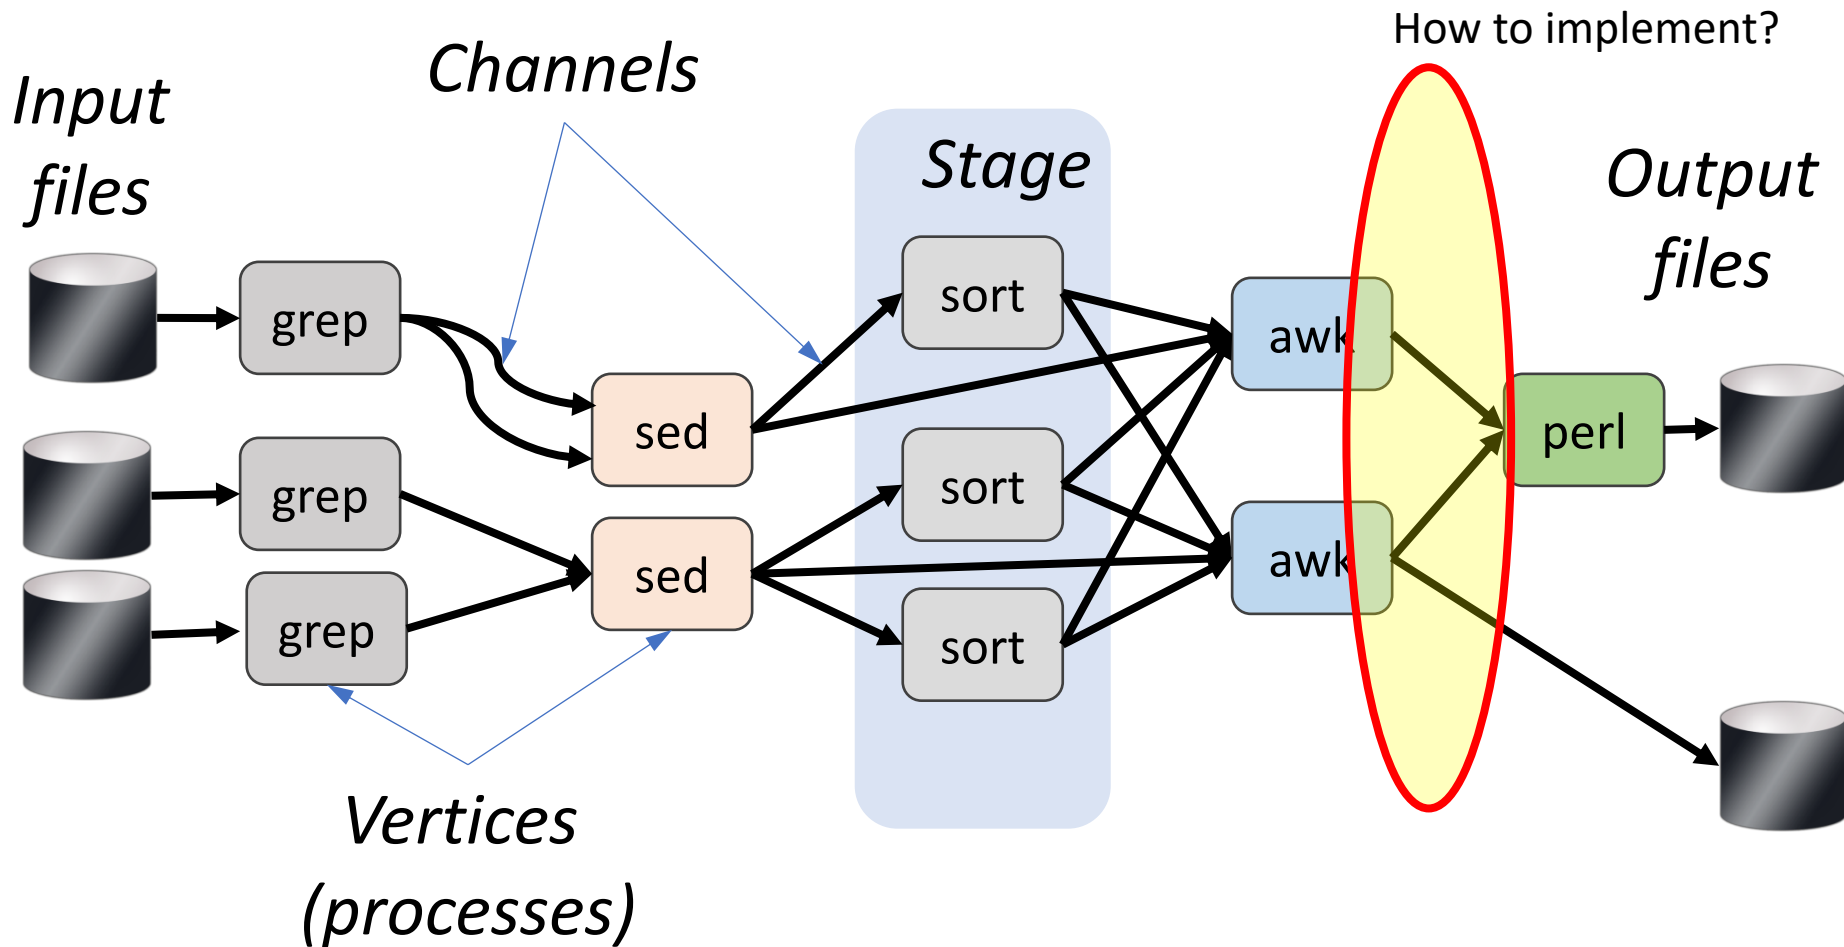 How to implement?
Channels
Input
files
Stage
Output
files
grep
sort
awk
sed
perl
grep
sort
sed
awk
grep
sort
Vertices
(processes)